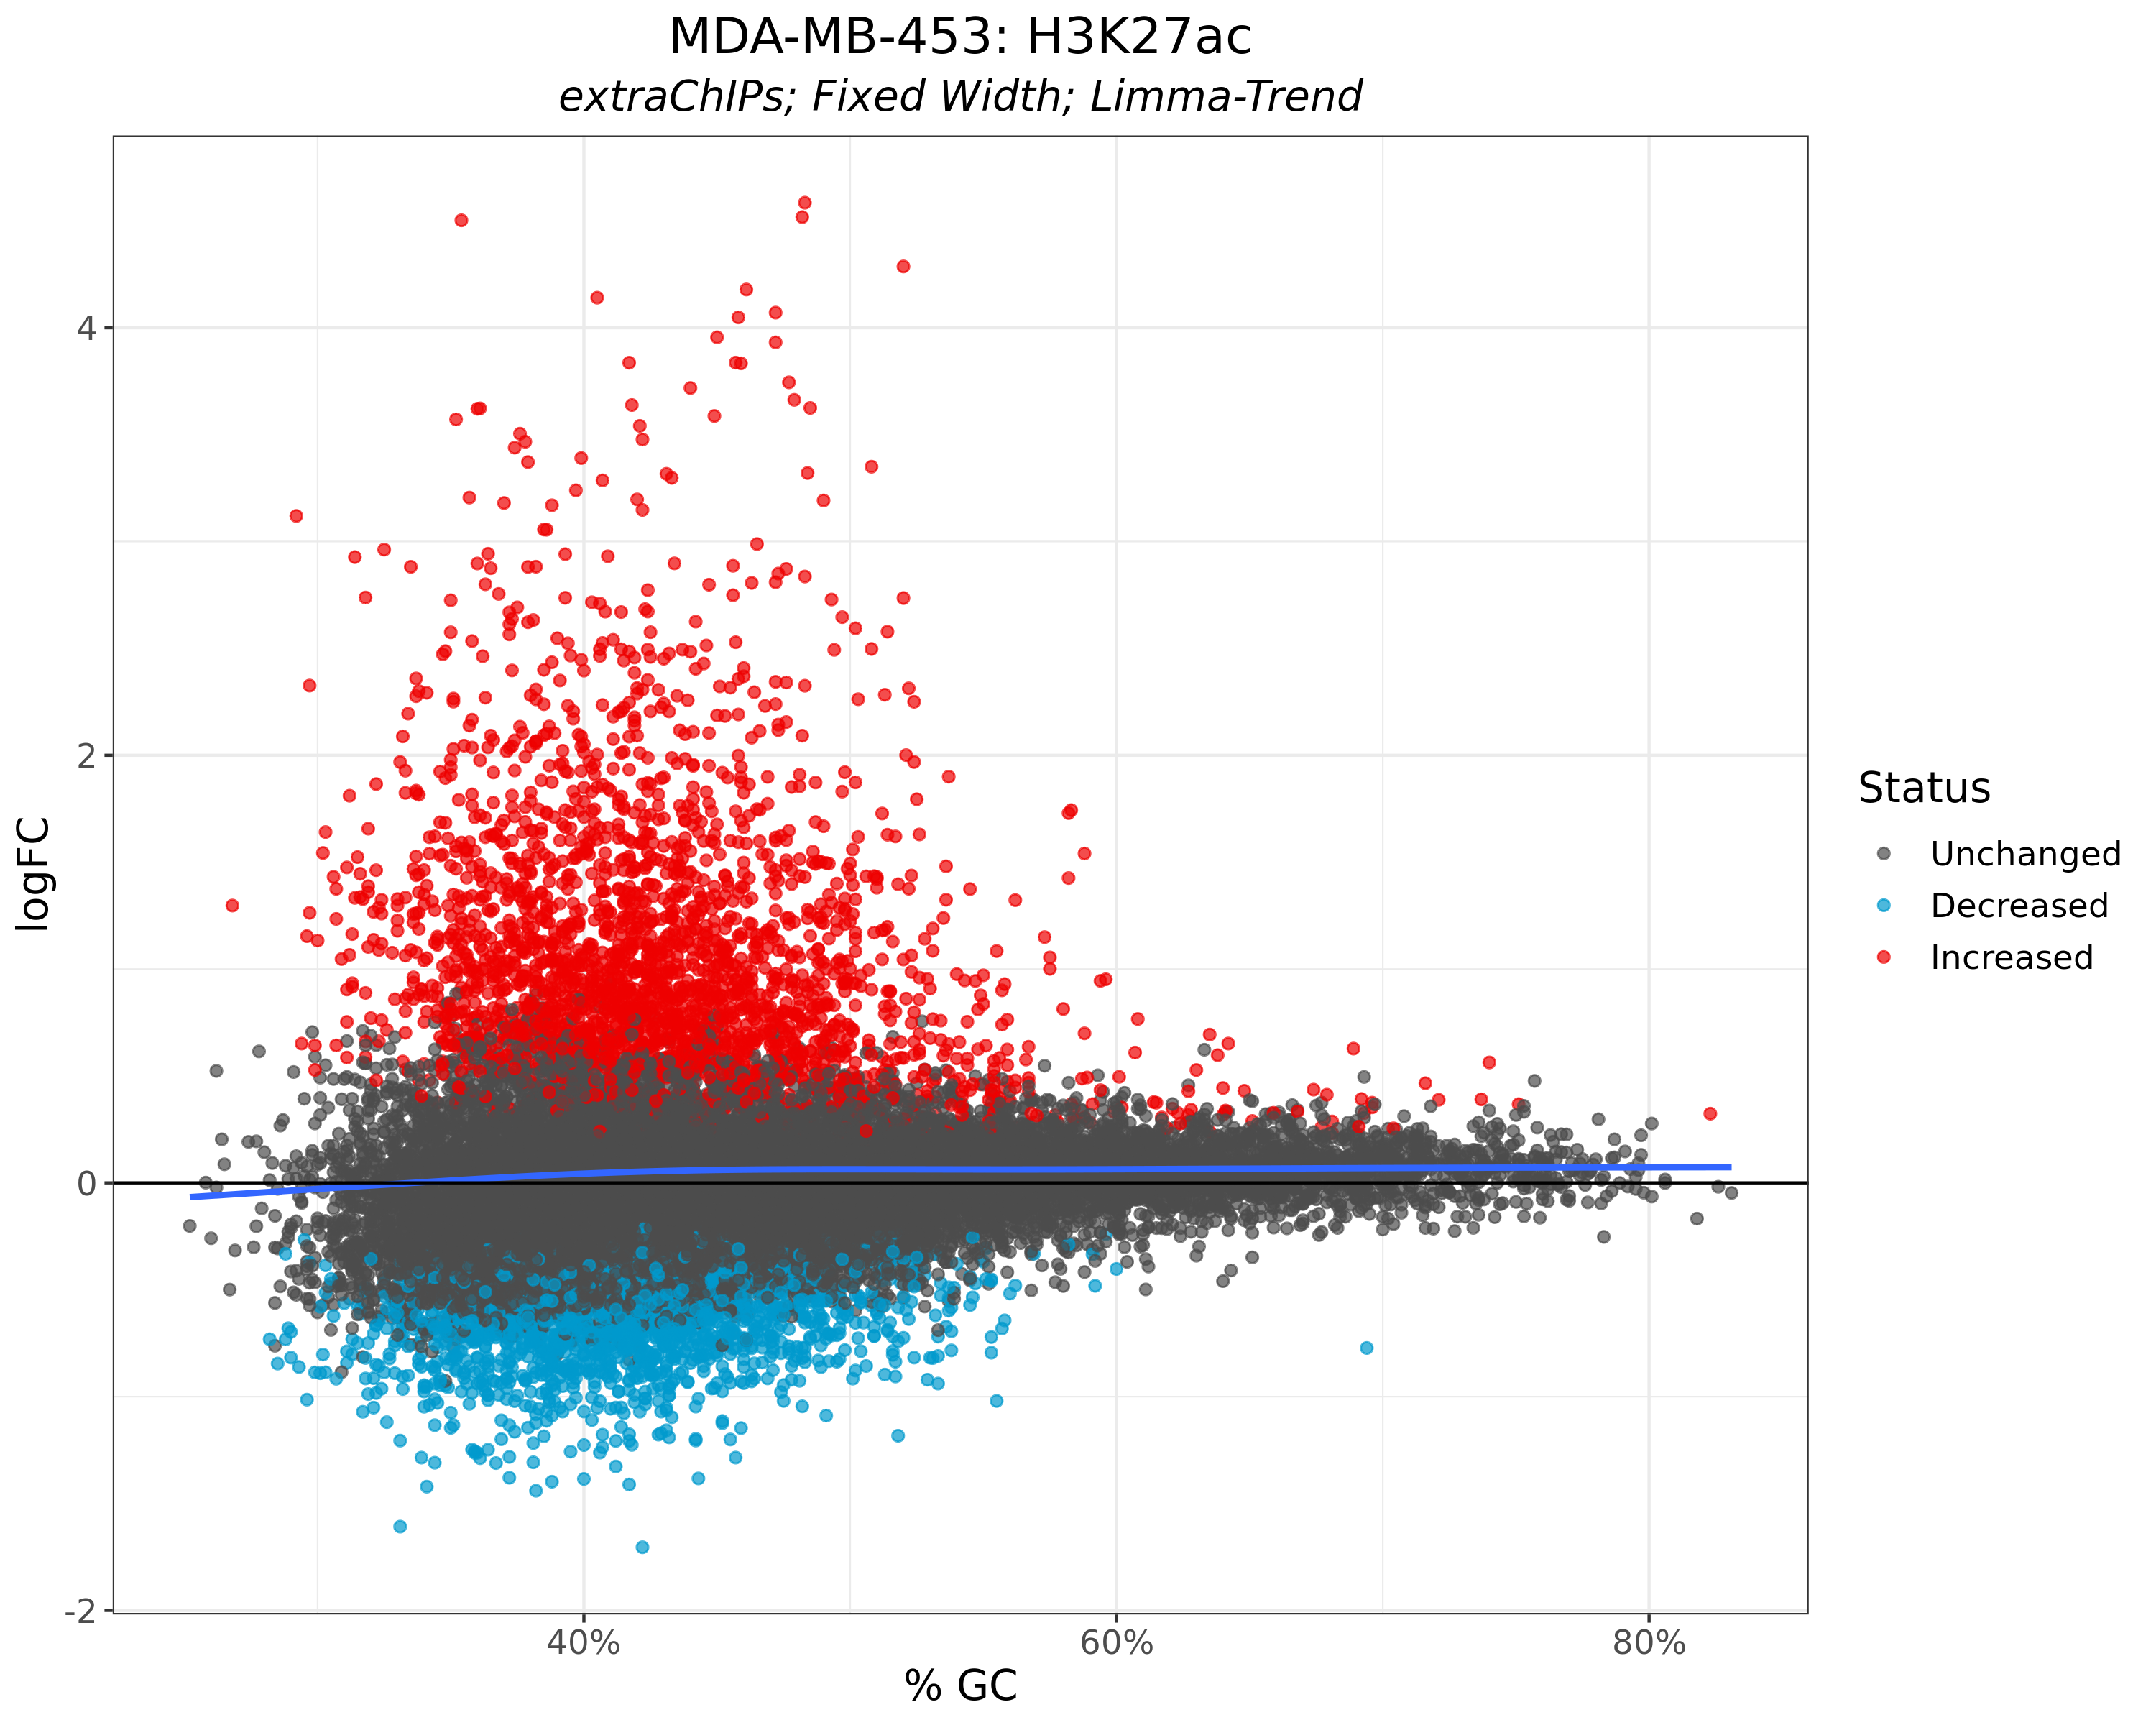 MDA-MB-453: H3K27ac
extraChIPs; Fixed Width; Limma-Trend
4
2
0
-2
logFC
40%
60%
80%
% GC
Status
Unchanged
Decreased
Increased